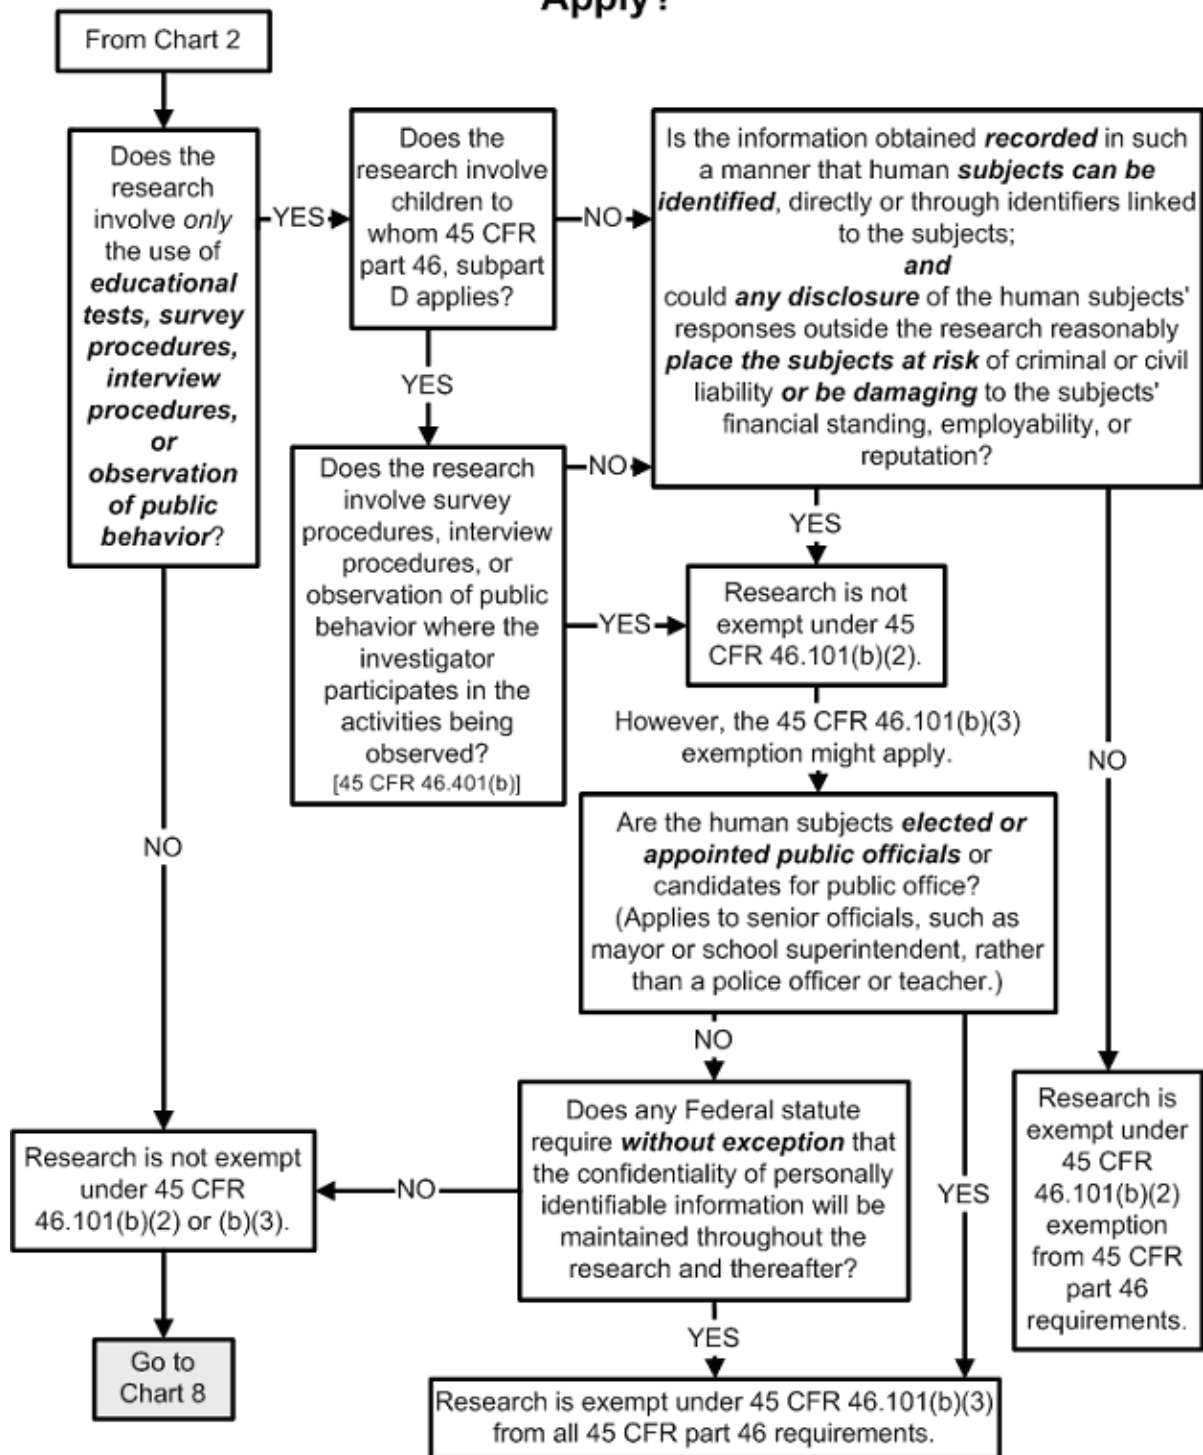 Apply?
From Chart 2
Does the
research
involve only
the use of
educational
tests, survey
procedures,
interview
procedures,
or
observation
of public
behavior?
YES
Does the
research involve
children to
whom 45 CFR
part 46, subpart
D applies?
NO
Is the information obtained recorded in such
a manner that human subjects can be
identified, directly or through identifiers linked
to the subjects;
and
could any disclosure of the human subjects'
responses outside the research reasonably
place the subjects at risk of criminal or civil
liability or be damaging to the subjects'
financial standing, employability, or
reputation?
YES
Does the research
involve survey
procedures, interview
procedures, or
observation of public
behavior where the
investigator
participates in the
activities being
observed?
[45 CFR 46.401(b)]
NO
YES
YES
Research is not
exempt under 45
CFR 46.101(b)(2).
However, the 45 CFR 46.101(b)(3)
exemption might apply.
NO
Are the human subjects elected or
appointed public officials or
candidates for public office?
(Applies to senior officials, such as
mayor or school superintendent, rather
than a police officer or teacher.)
NO
NO
YES
Does any Federal statute
require without exception that
the confidentiality of personally
identifiable information will be
maintained throughout the
research and thereafter?
NO
Research is not exempt
under 45 CFR
46.101(b)(2) or (b)(3).
Research is
exempt under
45 CFR
46.101(b)(2)
exemption
from 45 CFR
part 46
requirements.
YES
Go to
Chart 8
Research is exempt under 45 CFR 46.101(b)(3)
from all 45 CFR part 46 requirements.